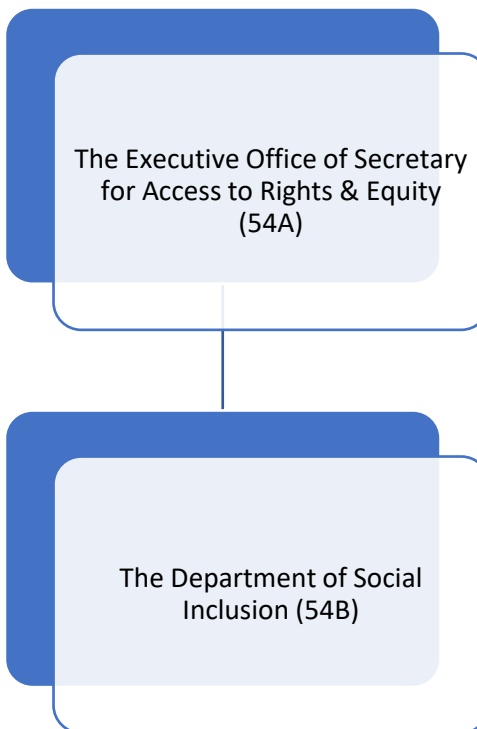 The Executive Office of Secretary
for Access to Rights & Equity
(54A)
The Department of Social
Inclusion (54B)